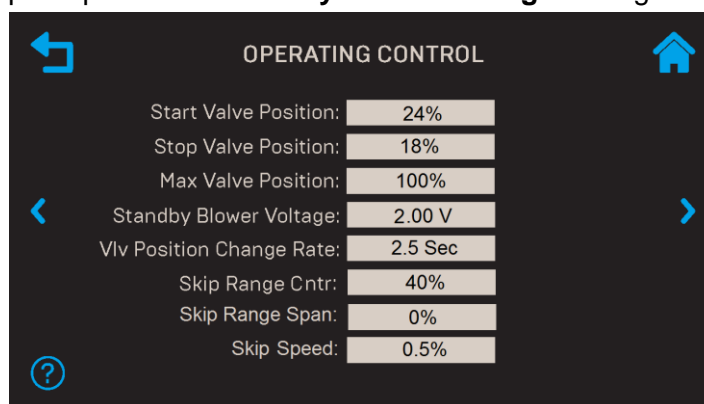 OPERATING CONTROL
Start Valve Position: 24%
Stop Valve Position: 18%
Max Valve Position: 100%
Standby Blower Voltage: 2.00 V
Vlv Position Change Rate: 2.5 Sec
Skip Range Cntr: 40%
Skip Range Span: 0%
Skip Speed: 0.5%
?